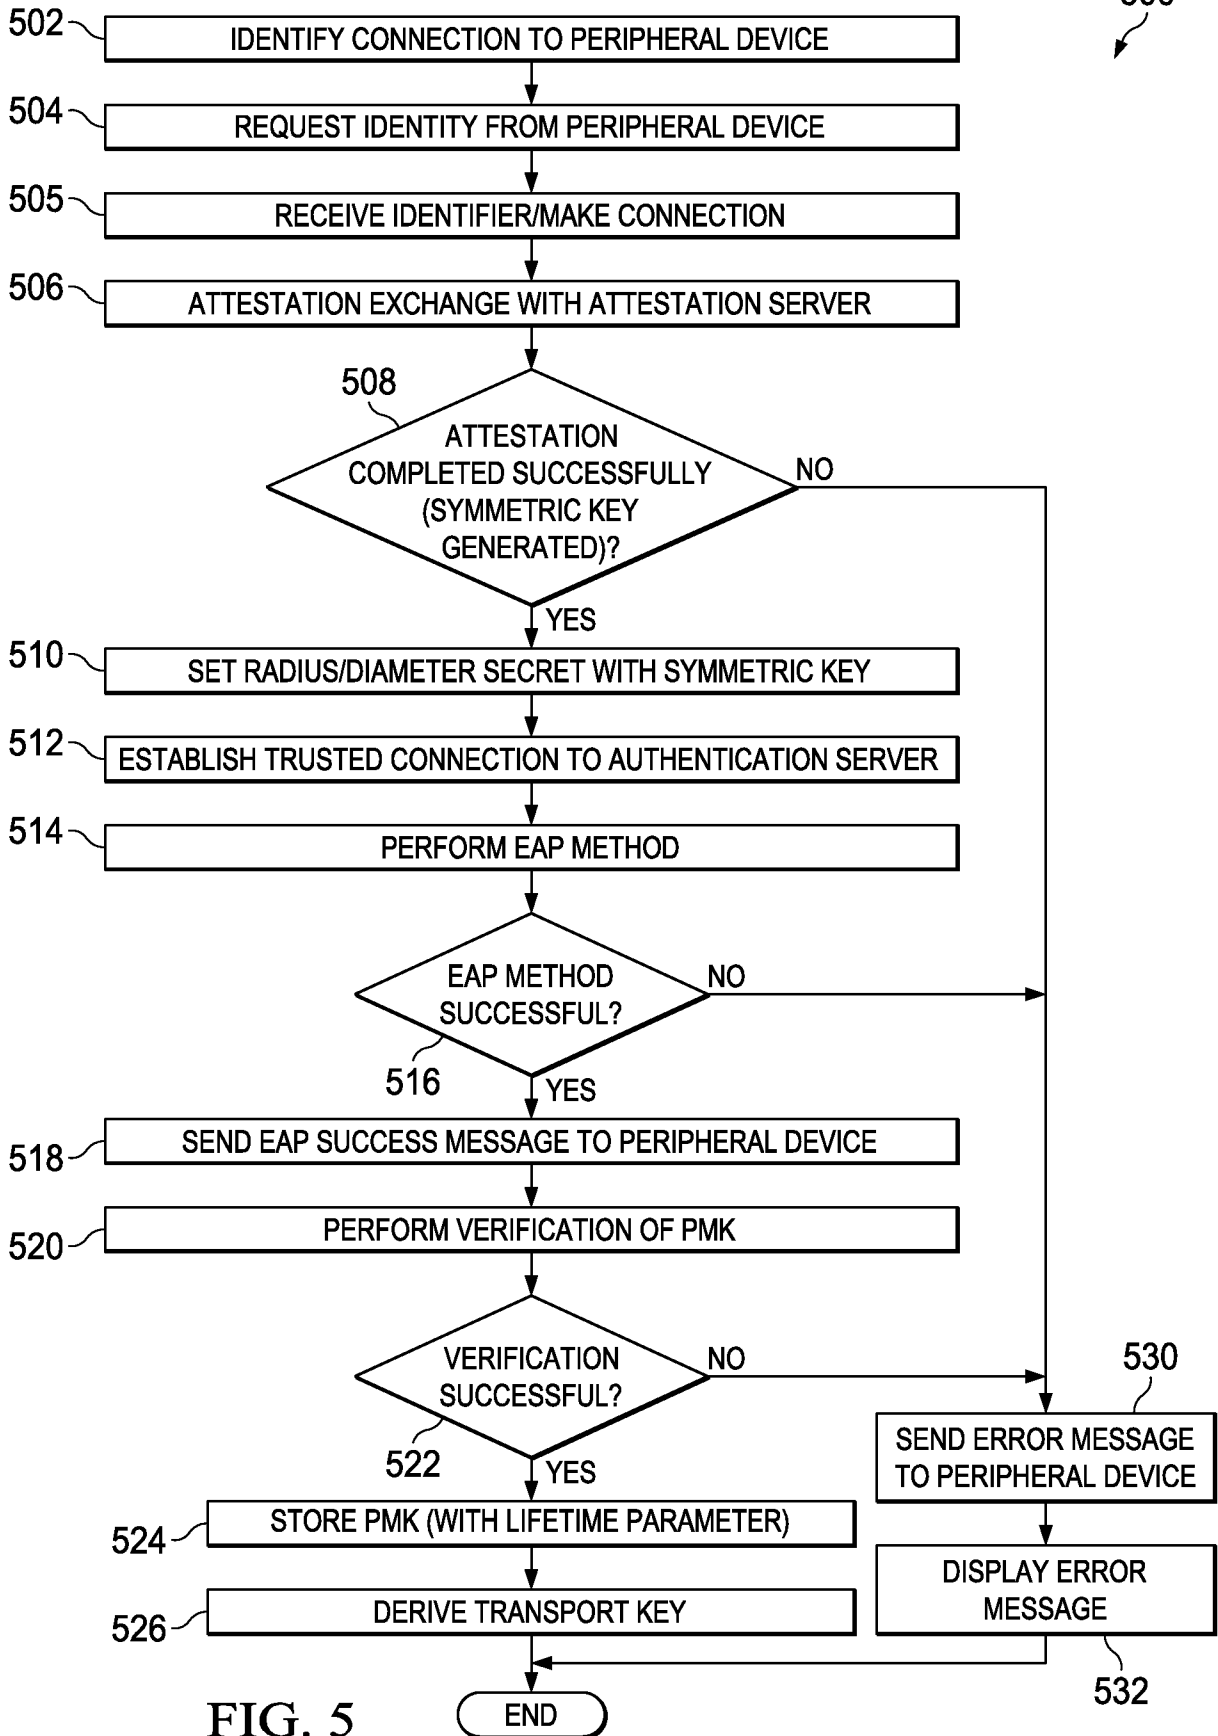 502
IDENTIFY CONNECTION TO PERIPHERAL DEVICE
504
REQUEST IDENTITY FROM PERIPHERAL DEVICE
505
RECEIVE IDENTIFIER/MAKE CONNECTION
506
ATTESTATION EXCHANGE WITH ATTESTATION SERVER
508
ATTESTATION
COMPLETED SUCCESSFULLY
(SYMMETRIC KEY
GENERATED)?
NO
YES
510
SET RADIUS/DIAMETER SECRET WITH SYMMETRIC KEY
512
ESTABLISH TRUSTED CONNECTION TO AUTHENTICATION SERVER
514
PERFORM EAP METHOD
EAP METHOD
SUCCESSFUL?
NO
516
YES
518
SEND EAP SUCCESS MESSAGE TO PERIPHERAL DEVICE
520
PERFORM VERIFICATION OF PMK
VERIFICATION
SUCCESSFUL?
NO
522
YES
530
SEND ERROR MESSAGE
TO PERIPHERAL DEVICE
524
STORE PMK (WITH LIFETIME PARAMETER)
526
DERIVE TRANSPORT KEY
DISPLAY ERROR
MESSAGE
532
END
FIG. 5